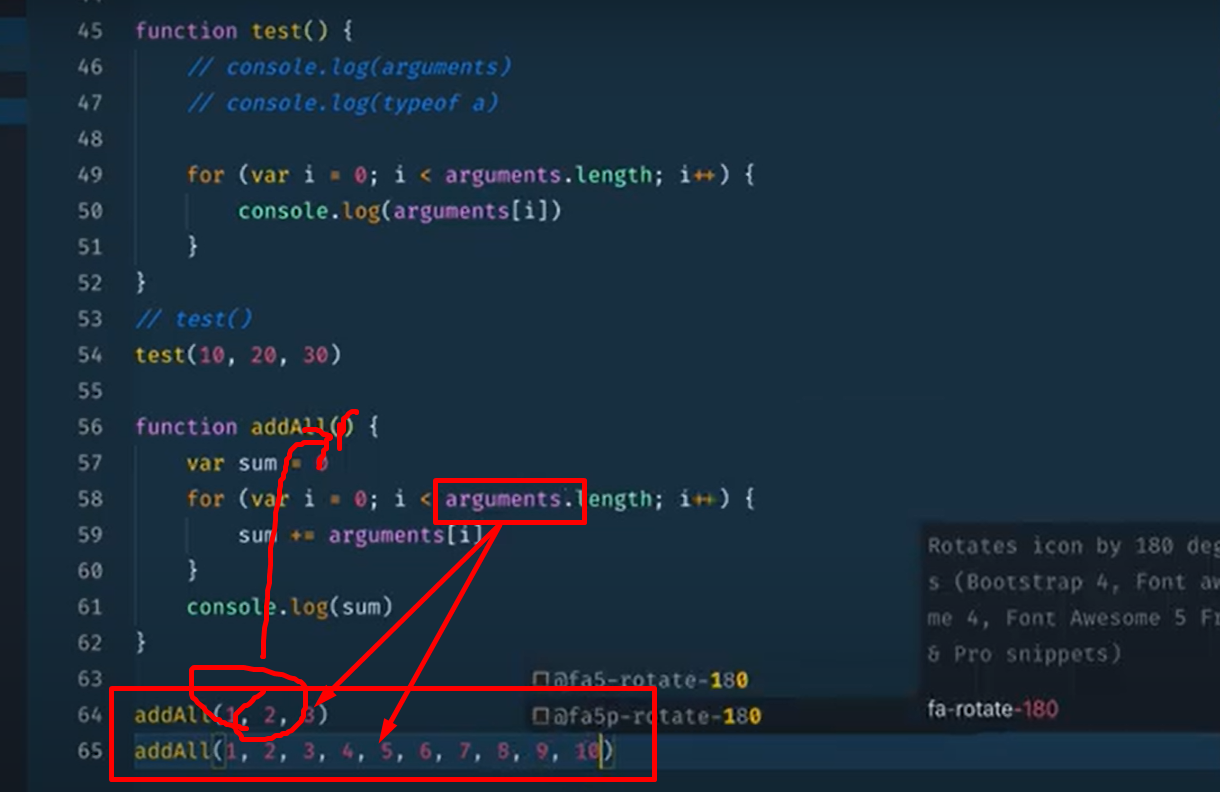 45 function test() {
46 // console.log(arguments)
47 // console.log(typeof a)
48
49 for (var i = 0; i < arguments.length; i++) {
50 console.log(arguments[i])
51 }
52 }
53 // test()
54 test(10, 20, 30)
55
56 function addAll() {
57 var sum = 0
58 for (var i = 0; i < arguments.length; i++) {
59 sum += arguments[i]
60 }
61 console.log(sum)
62 }
63
64 addAll(1, 2, 3)
65 addAll(1, 2, 3, 4, 5, 6, 7, 8, 9, 10)
@fa5-rotate-180
@fa5p-rotate-180
Rotates icon by 180 deg
s (Bootstrap 4, Font aw
me 4, Font Awesome 5 Fr
& Pro snippets)
fa-rotate-180